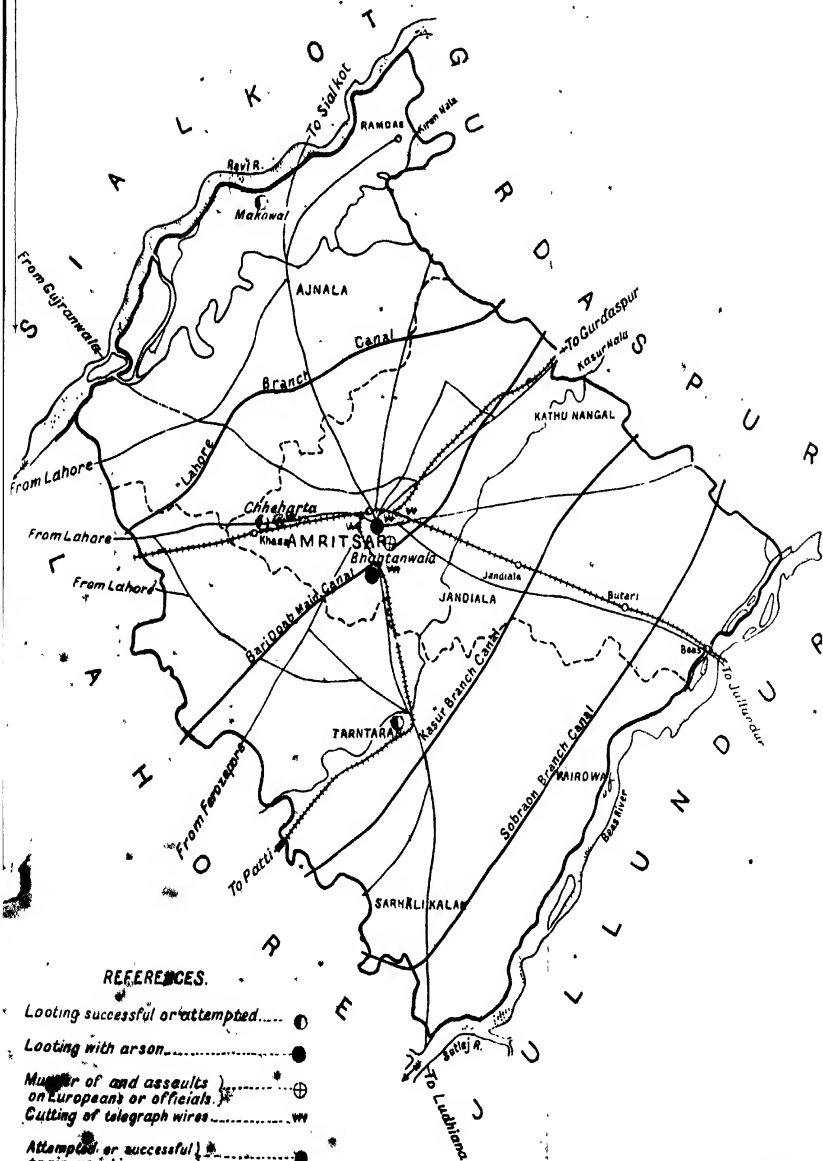 SIALKOT
GURDASPUR
LAHORE
JULLUNDUR
To Sialkot
RAMDAS
Kiran Nala
Ravi R.
Makowal
From Gujranwala
AJNALA
Lahore Branch Canal
To Gurdaspur
Kasur Nala
KATHU NANGAL
From Lahore
Chheharta
From Lahore
Khasa
AMRITSAR
Bhagtanwala
From Lahore
Jandiala
JANDIALA
Butari
Beas
To Jullundur
Bari Doab Main Canal
TARNTARAN
Kasur Branch Canal
Sobraon Branch Canal
VAIROWAL
Beas River
From Ferozepore
To Patti
SARHALI KALAN
Sutlej R.
To Ludhiana
REFERENCES.
Looting successful or attempted
Looting with arson
Murder of and assaults }
on Europeans or officials. }
Cutting of telegraph wires
Attempted or successful }